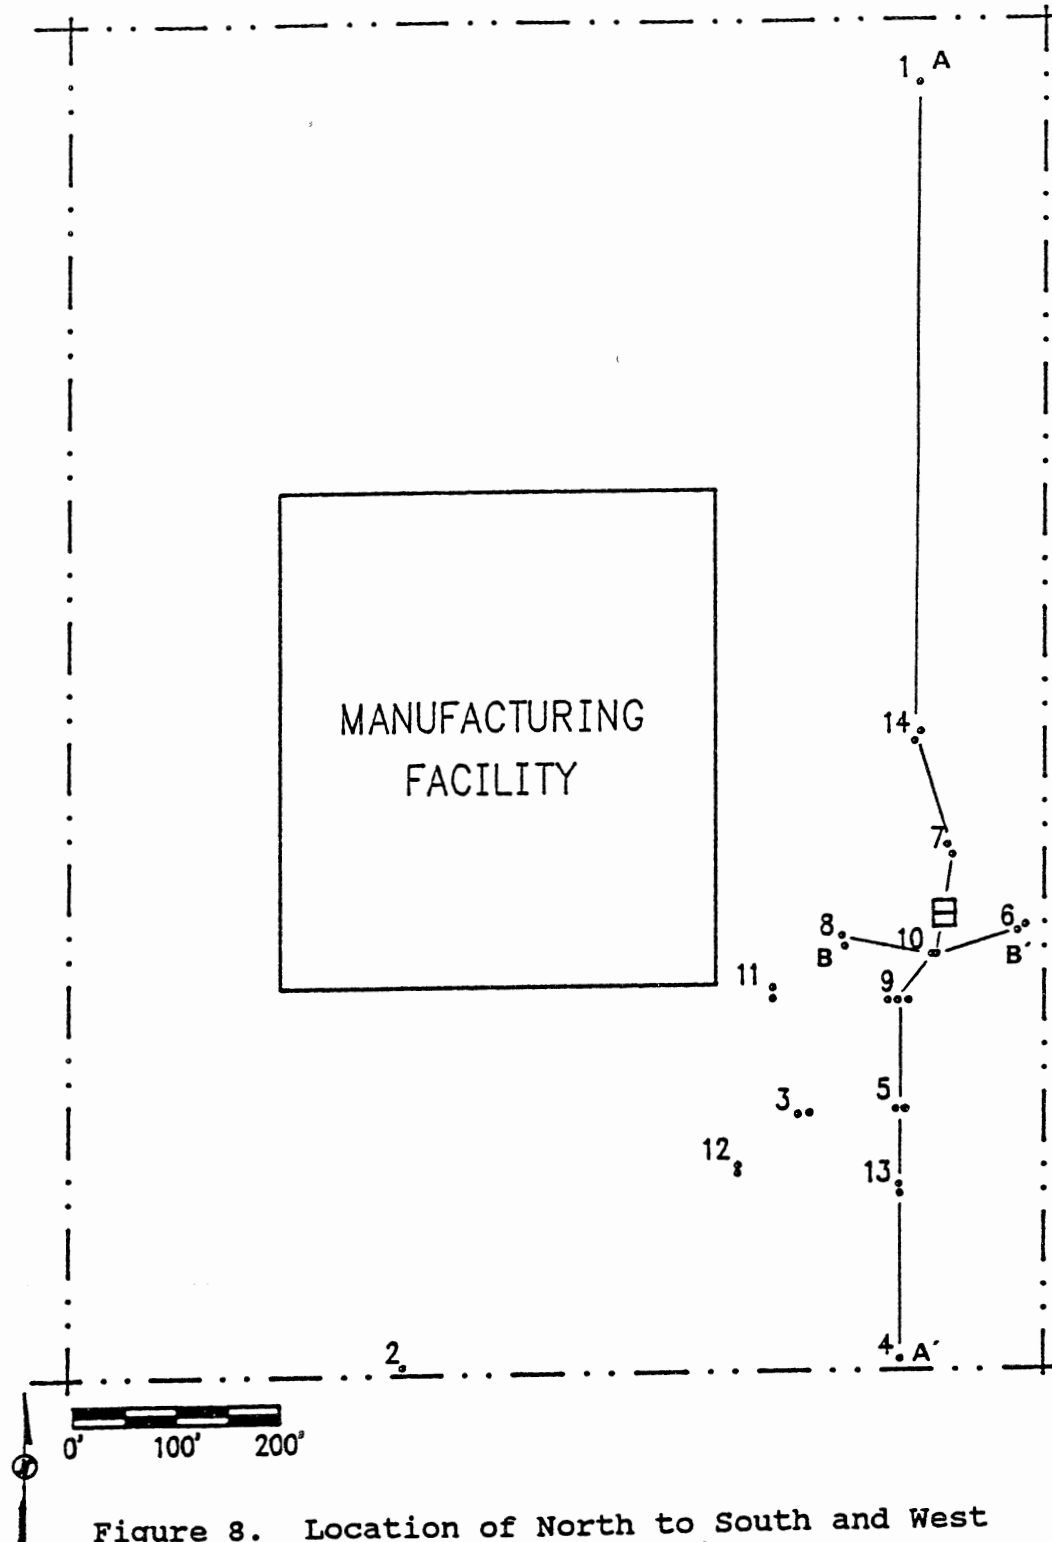 1 A
MANUFACTURING
FACILITY
14
7
8
B
10
6
B´
11
9
3
5
12
13
2
4 A´
0' 100' 200'
Figure 8. Location of North to South and West